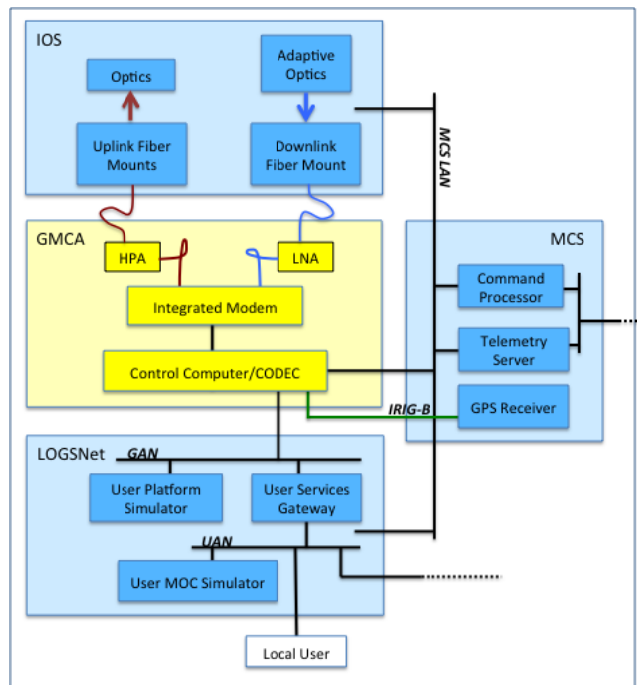 IOS
Optics
Adaptive
Optics
Uplink Fiber
Mounts
Downlink
Fiber Mount
MCS LAN
GMCA
HPA
LNA
Integrated Modem
Control Computer/CODEC
MCS
Command
Processor
Telemetry
Server
IRIG-B
GPS Receiver
LOGSNet
GAN
User Platform
Simulator
User Services
Gateway
UAN
User MOC Simulator
Local User